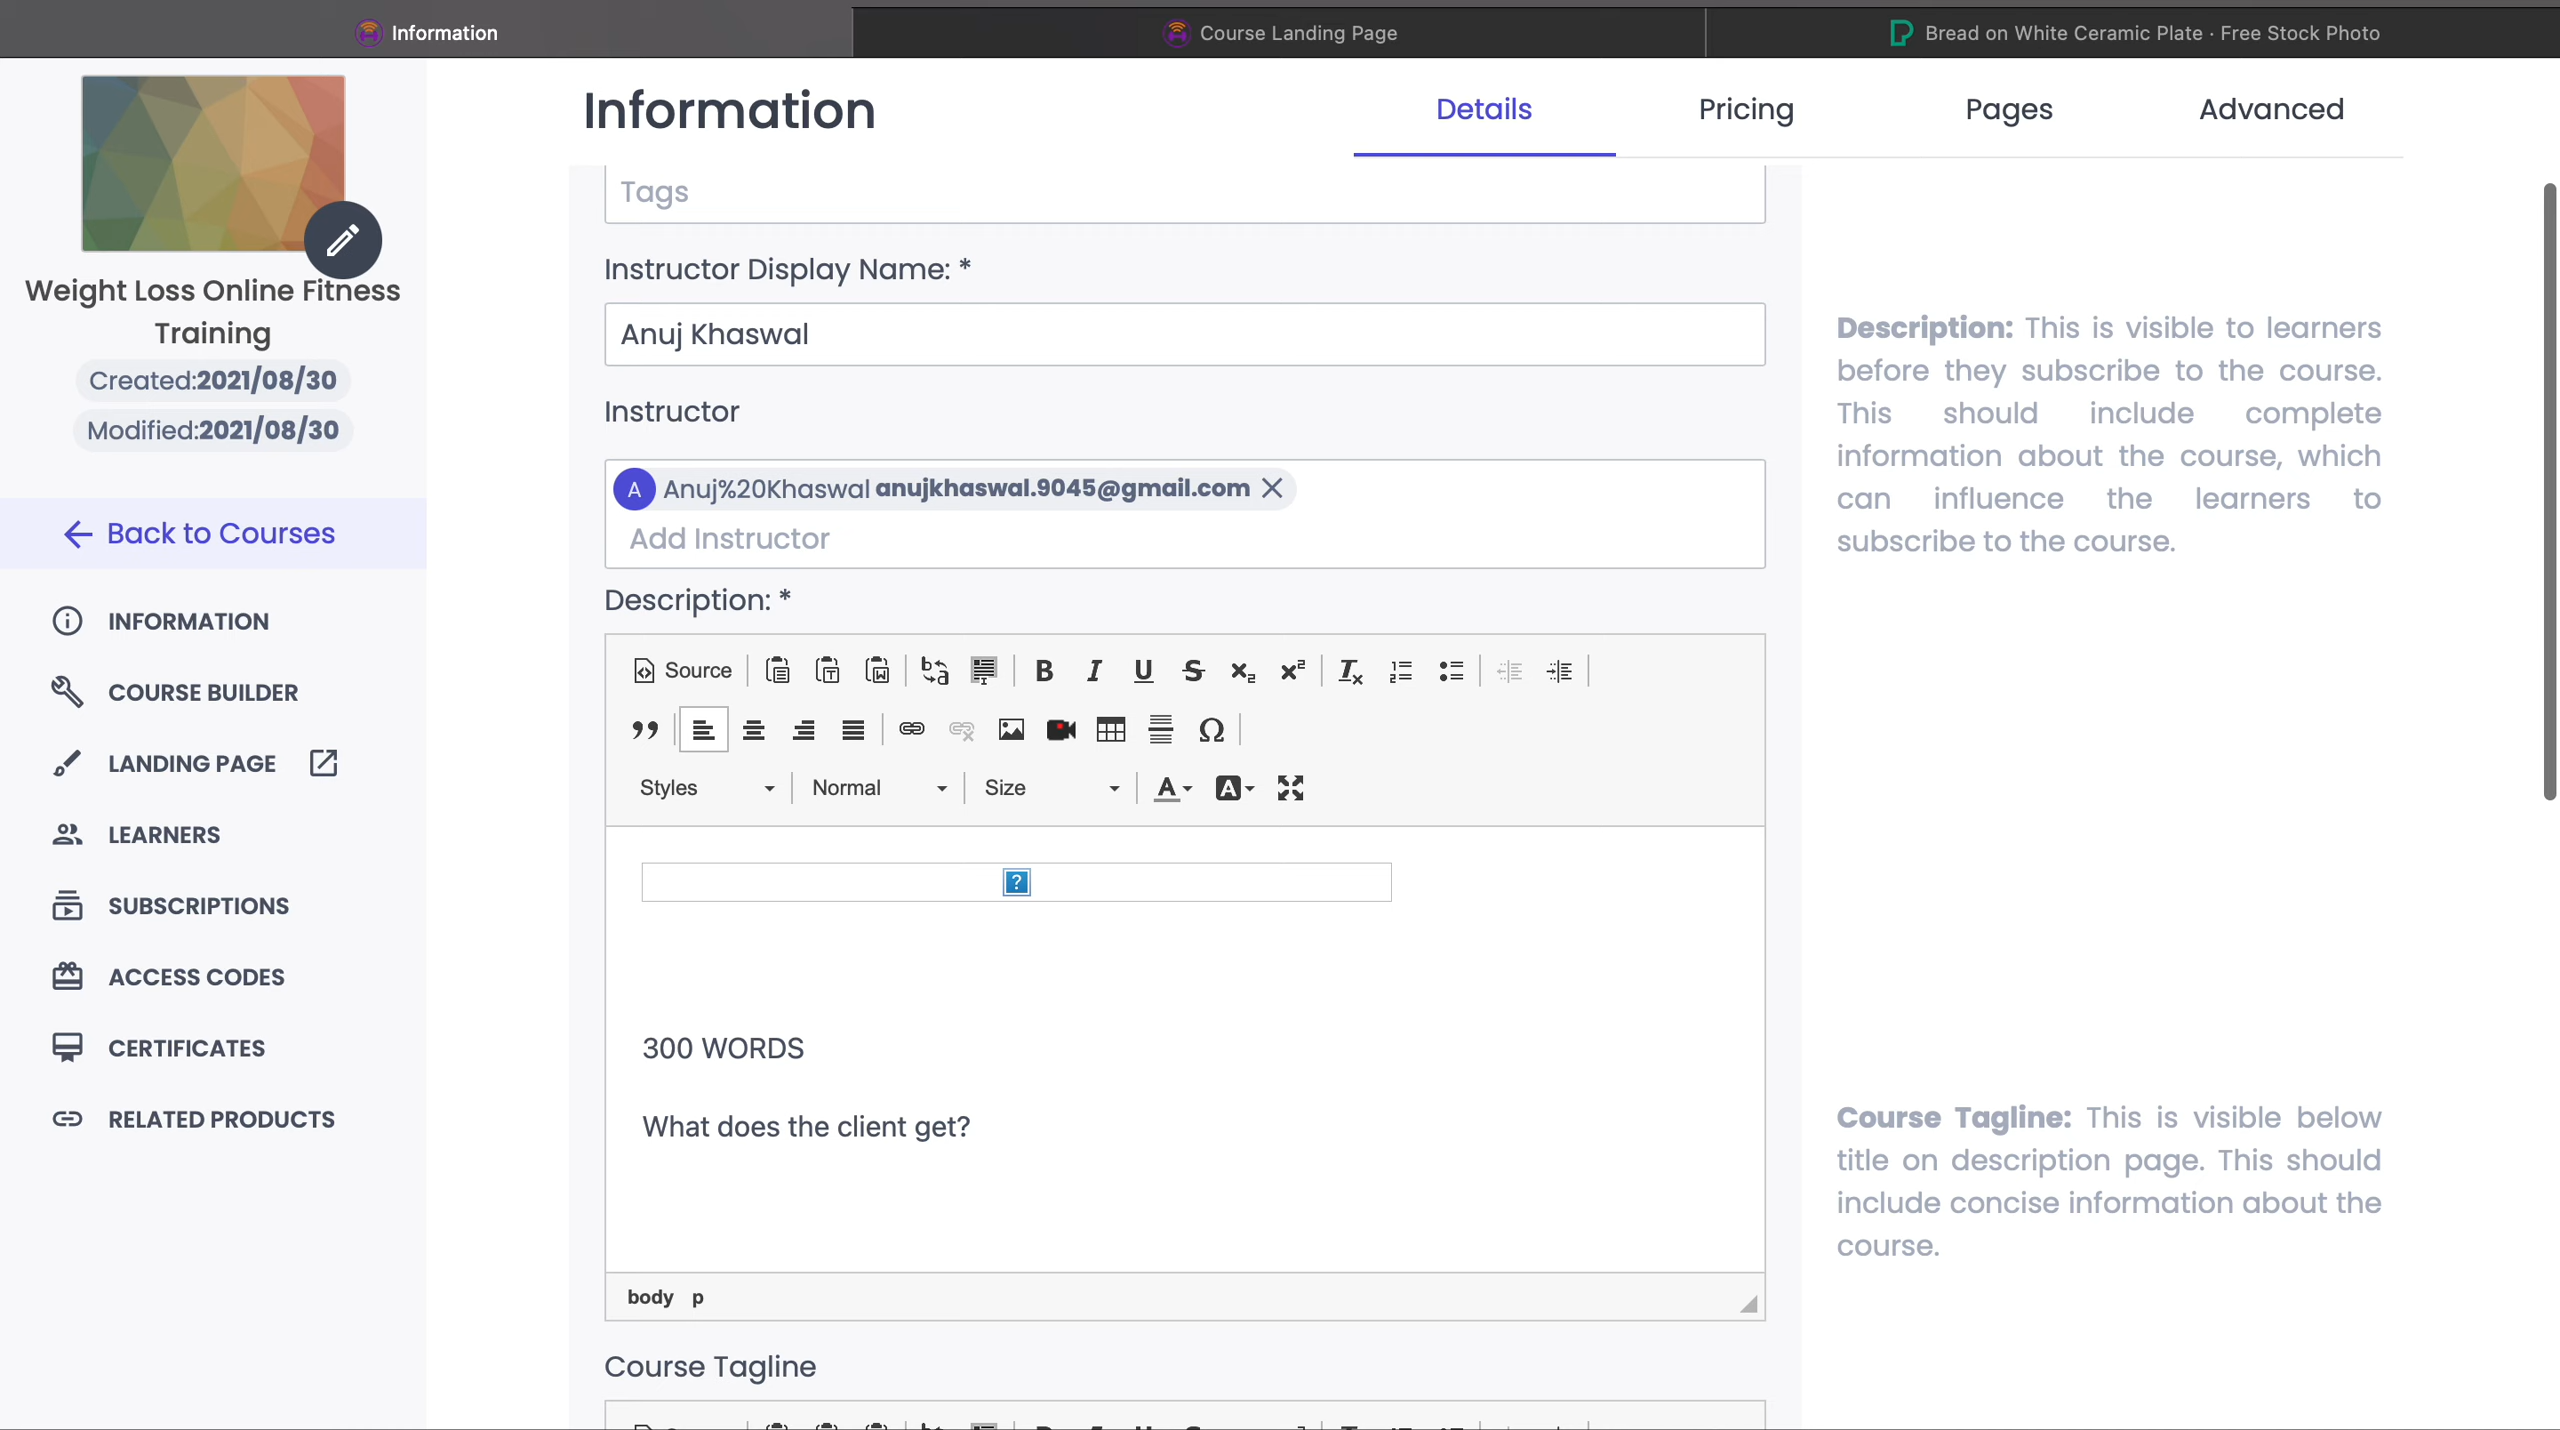 Information
Course Landing Page
Bread on White Ceramic Plate · Free Stock Photo
Weight Loss Online Fitness
Training
Created:2021/08/30
Modified:2021/08/30
Back to Courses
INFORMATION
COURSE BUILDER
LANDING PAGE
LEARNERS
SUBSCRIPTIONS
ACCESS CODES
CERTIFICATES
RELATED PRODUCTS
Information
Details
Pricing
Pages
Advanced
Tags
Instructor Display Name: *
Anuj Khaswal
Instructor
A Anuj%20Khaswal anujkhaswal.9045@gmail.com
Add Instructor
Description: *
Source
Styles
Normal
Size
300 WORDS
What does the client get?
body p
Course Tagline
Description: This is visible to learners
before they subscribe to the course.
This should include complete
information about the course, which
can influence the learners to
subscribe to the course.
Course Tagline: This is visible below
title on description page. This should
include concise information about the
course.